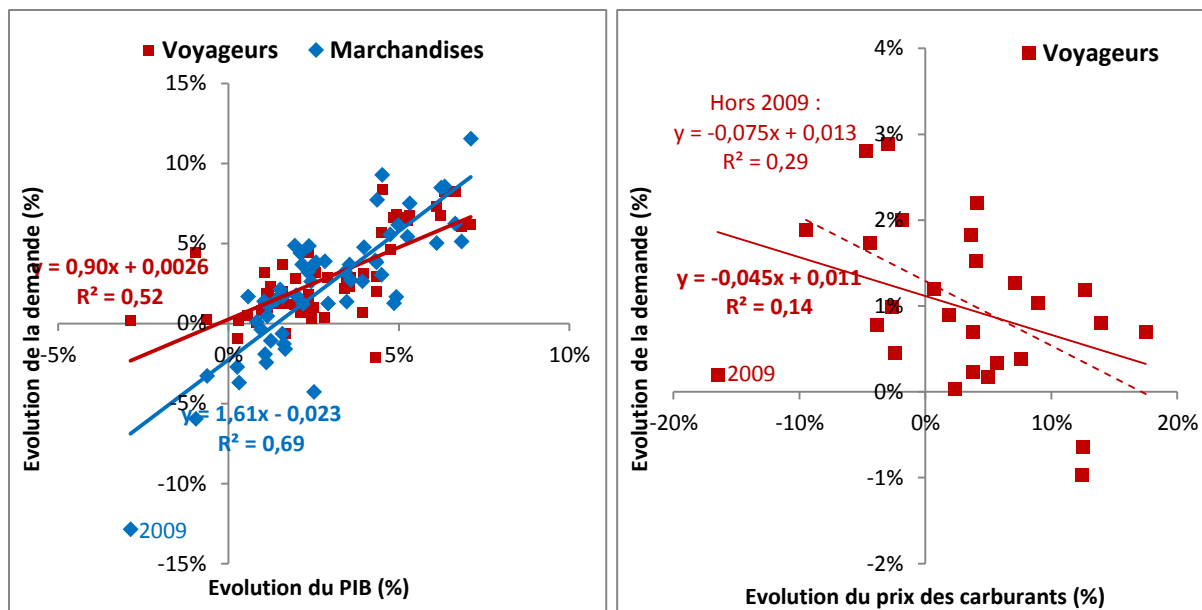 Voyageurs Marchandises
15%
10%
5%
0%
-5%
-10%
-15%
-5%
0%
5%
10%
y = 0,90x + 0,0026
R² = 0,52
y = 1,61x - 0,023
R² = 0,69
2009
Evolution de la demande (%)
Evolution du PIB (%)
Voyageurs
4%
3%
2%
1%
0%
-1%
-2%
-20%
-10%
0%
10%
20%
Hors 2009 :
y = -0,075x + 0,013
R² = 0,29
y = -0,045x + 0,011
R² = 0,14
2009
Evolution de la demande (%)
Evolution du prix des carburants (%)